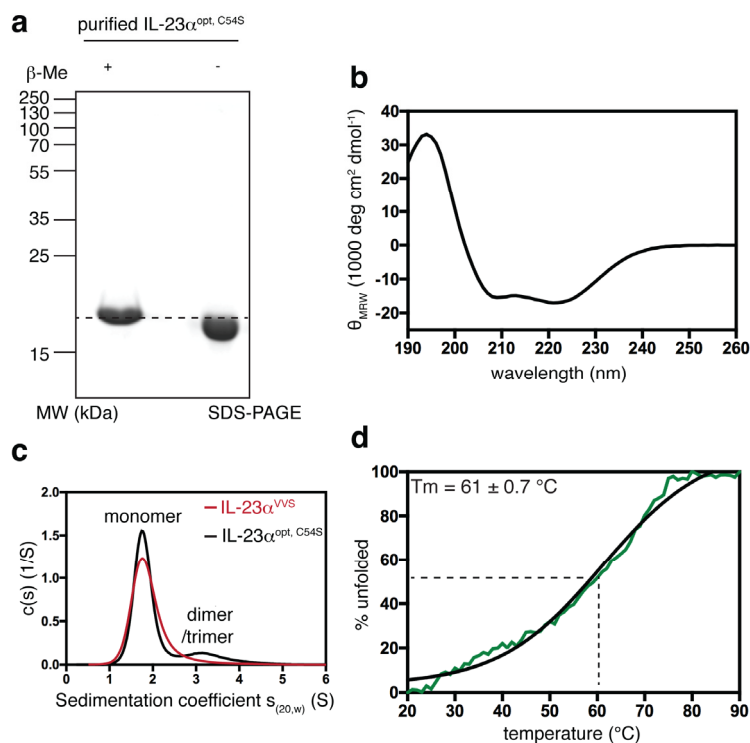 a
purified IL-23α^opt, C54S
β-Me + -
250
130
100
70
55
35
25
15
MW (kDa) SDS-PAGE
b
θMRW (1000 deg cm² dmol⁻¹)
40
30
20
10
0
-10
-20
190 200 210 220 230 240 250 260
wavelength (nm)
c
c(s) (1/S)
2.0
1.5
1.0
0.5
0.0
monomer
IL-23α^VVS
IL-23α^opt, C54S
dimer
/trimer
0 1 2 3 4 5 6
Sedimentation coefficient s(20,w) (S)
d
Tm = 61 ± 0.7 °C
% unfolded
100
80
60
40
20
0
20 30 40 50 60 70 80 90
temperature (°C)